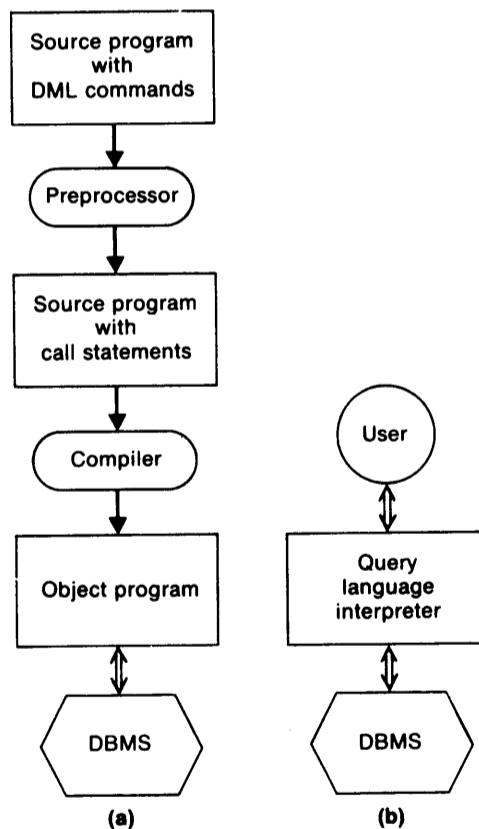 Source program
with
DML commands
Preprocessor
Source program
with
call statements
Compiler
Object program
DBMS
(a)
User
Query
language
interpreter
DBMS
(b)